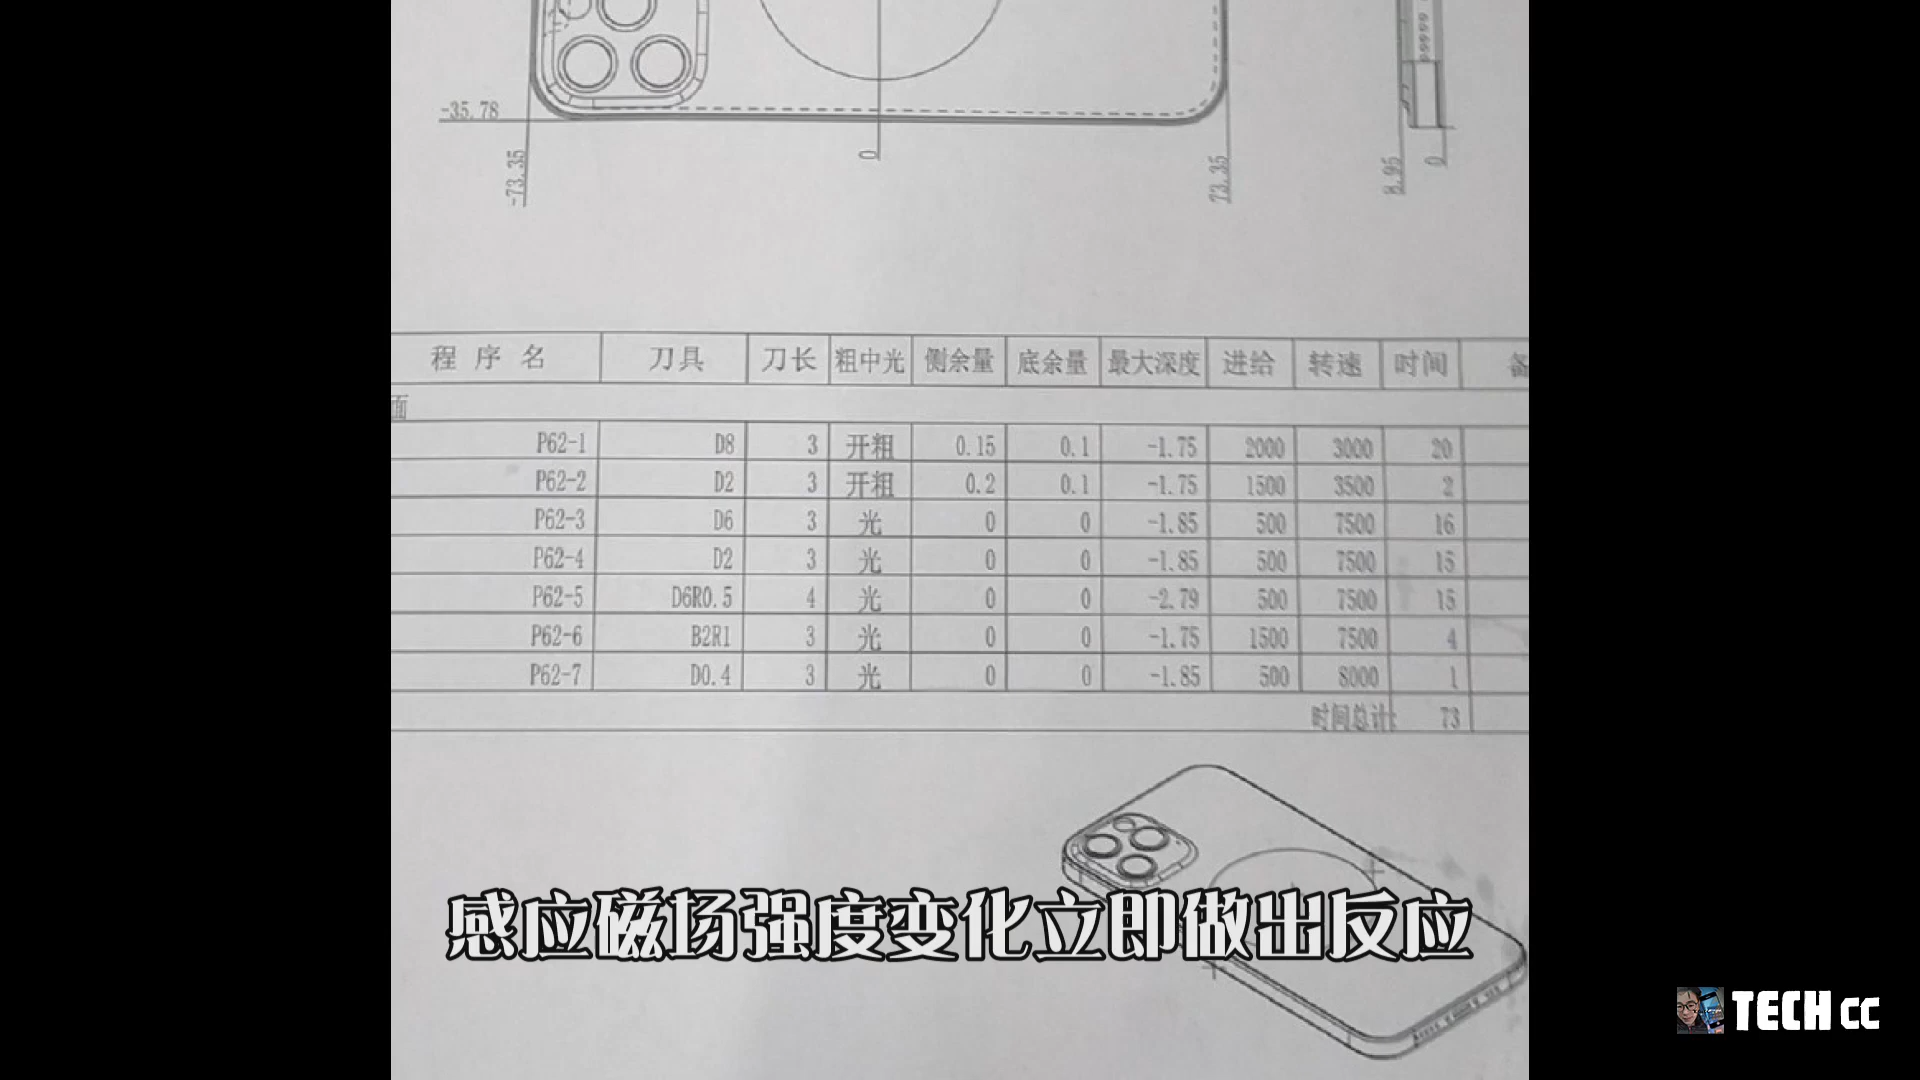 -35.78
-73.35
0
73.35
8.95
0
程序名 刀具 刀长 粗中光 侧余量 底余量 最大深度 进给 转速 时间 备
面
P62-1 D8 3 开粗 0.15 0.1 -1.75 2000 3000 20
P62-2 D2 3 开粗 0.2 0.1 -1.75 1500 3500 2
P62-3 D6 3 光 0 0 -1.85 500 7500 16
P62-4 D2 3 光 0 0 -1.85 500 7500 15
P62-5 D6R0.5 4 光 0 0 -2.79 500 7500 15
P62-6 B2R1 3 光 0 0 -1.75 1500 7500 4
P62-7 D0.4 3 光 0 0 -1.85 500 8000 1
时间总计: 73
感应磁场强度变化立即做出反应
TECH cc